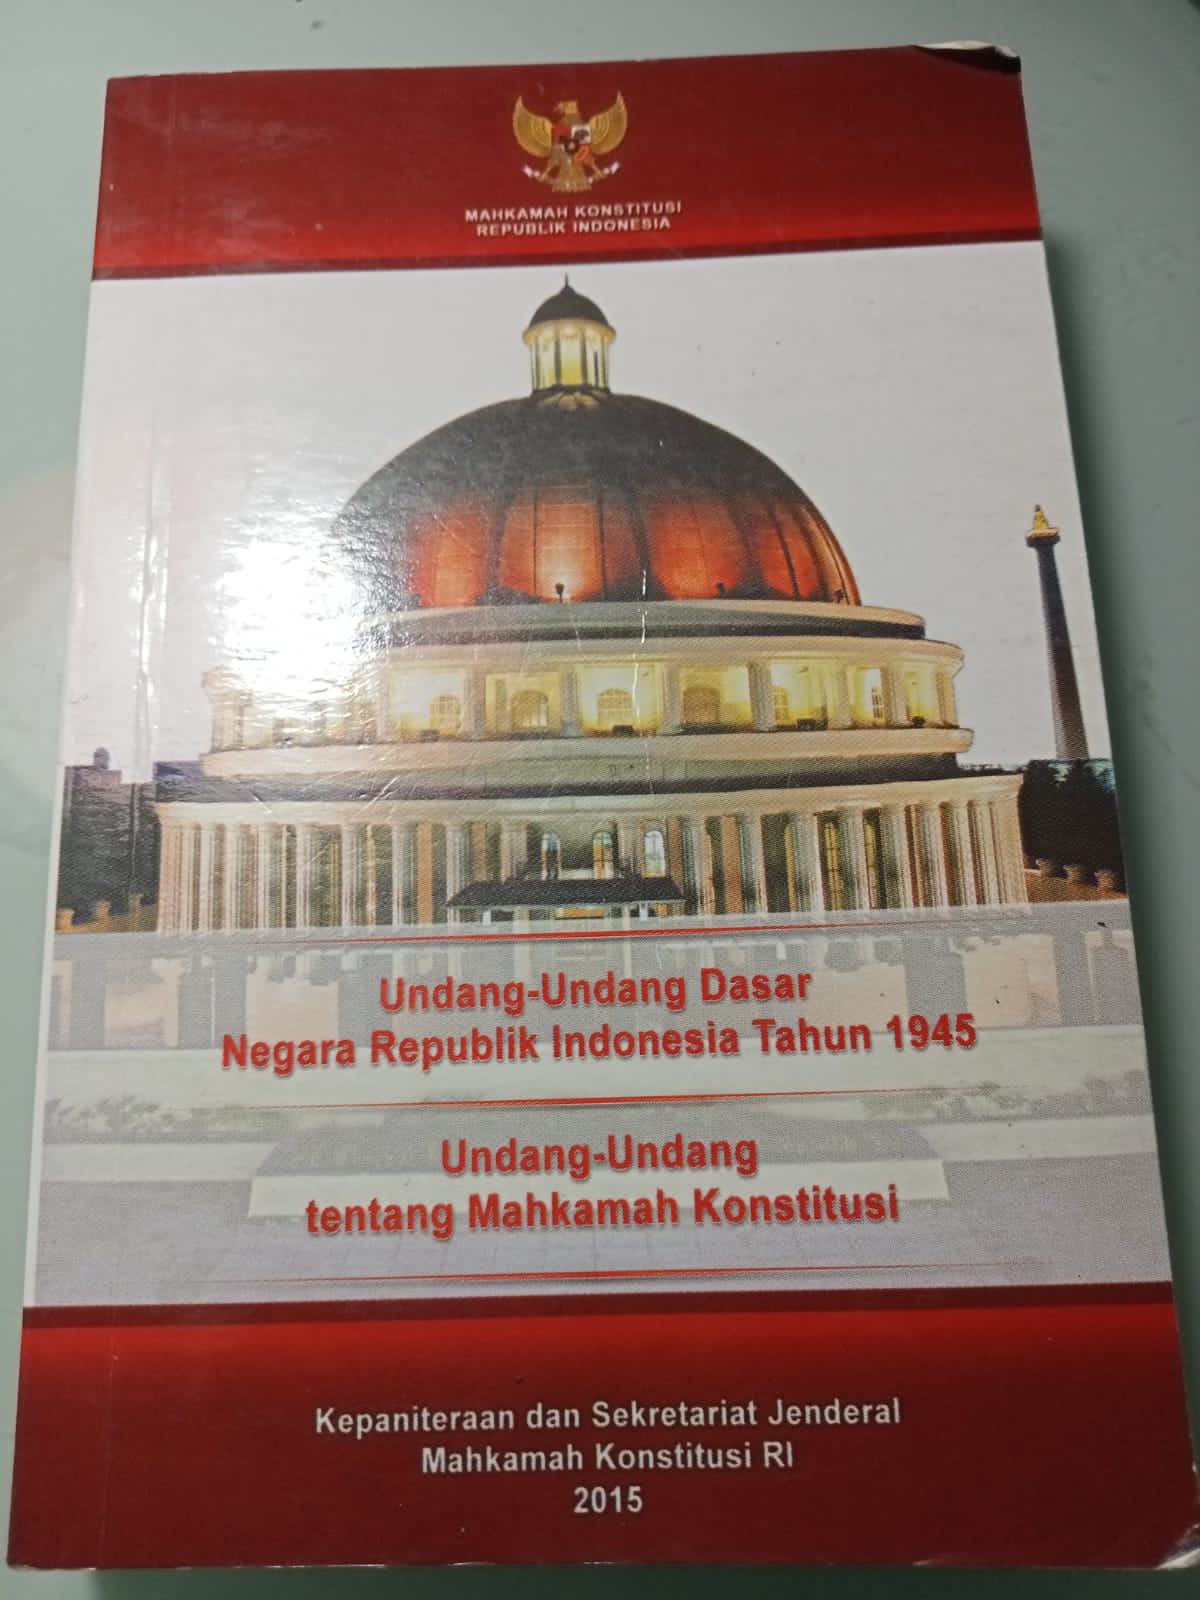 MAHKAMAH KONSTITUSI
REPUBLIK INDONESIA
Undang-Undang Dasar
Negara Republik Indonesia Tahun 1945
Undang-Undang
tentang Mahkamah Konstitusi
Kepaniteraan dan Sekretariat Jenderal
Mahkamah Konstitusi RI
2015